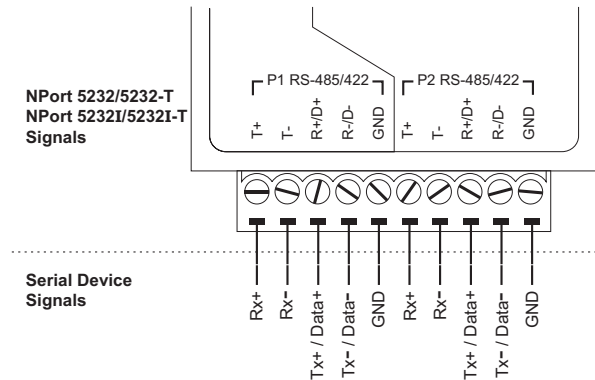 P1 RS-485/422
P2 RS-485/422
NPort 5232/5232-T
NPort 5232I/5232I-T
Signals
T+
T-
R+/D+
R-/D-
GND
T+
T-
R+/D+
R-/D-
GND
Serial Device
Signals
Rx+
Rx-
Tx+ / Data+
Tx- / Data-
GND
Rx+
Rx-
Tx+ / Data+
Tx- / Data-
GND